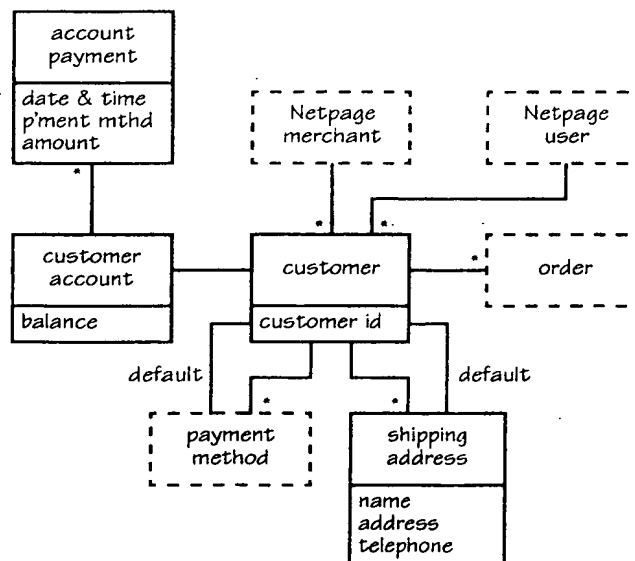 account
payment
date & time
p'ment mthd
amount
*
Netpage
merchant
Netpage
user
*
*
customer
account
balance
customer
customer id
*
order
default
*
payment
method
*
default
shipping
address
name
address
telephone